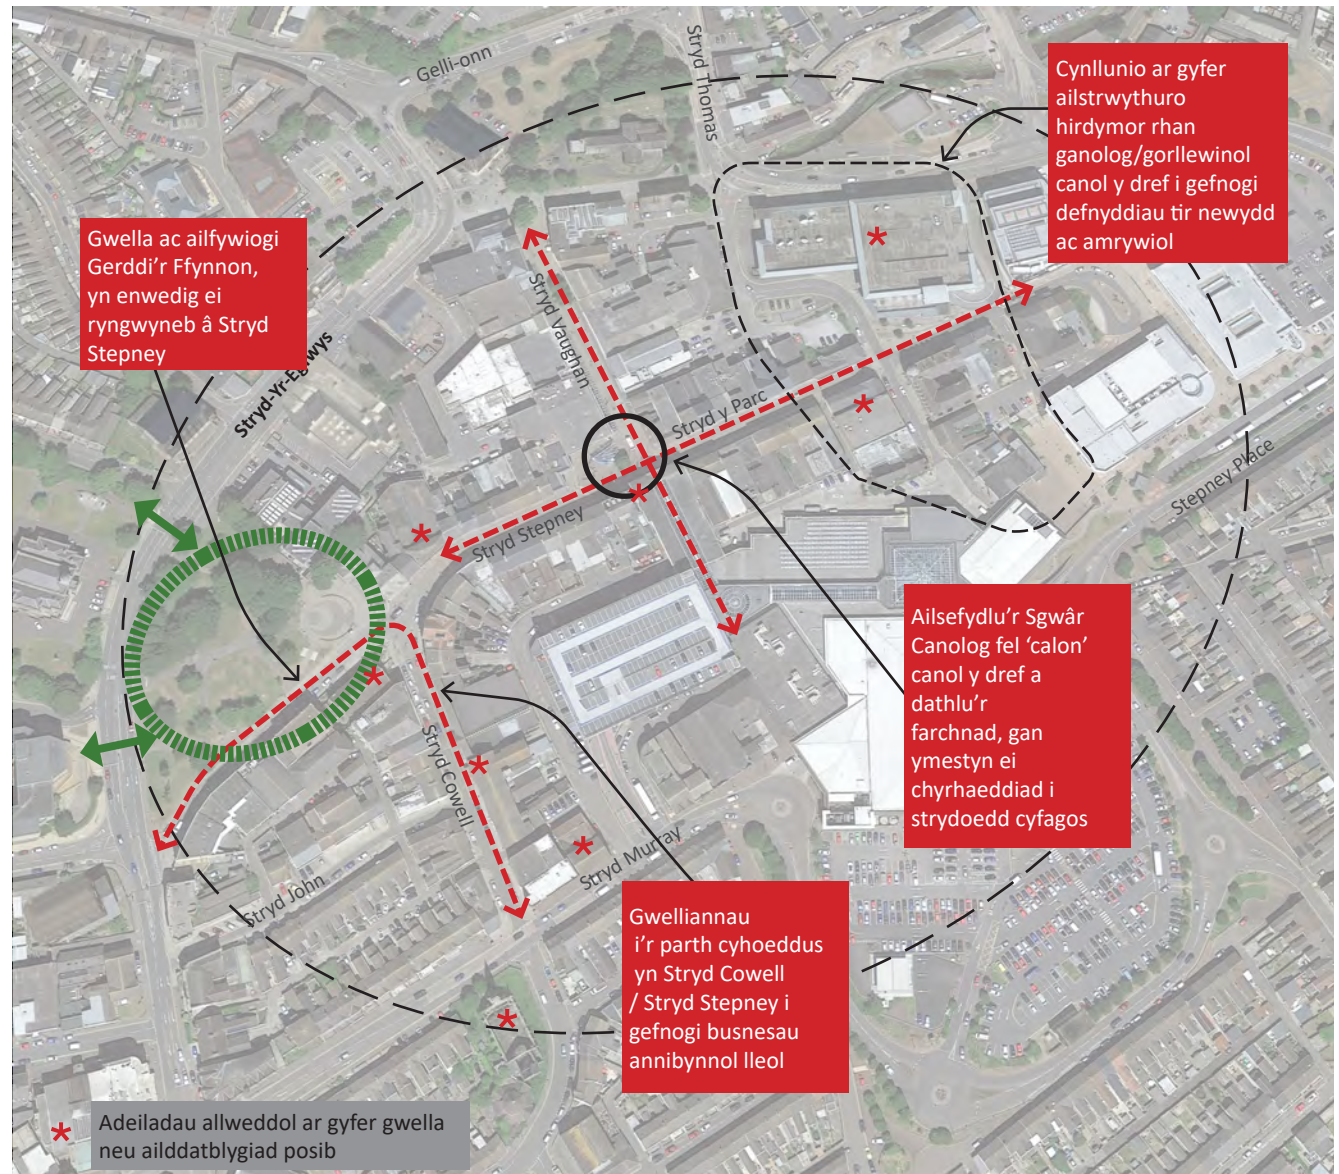 Gelli-onn
Stryd Thomas
Cynllunio ar gyfer
ailstrwythuro
hirdymor rhan
ganolog/gorllewinol
canol y dref i gefnogi
defnyddiau tir newydd
ac amrywiol
Gwella ac ailfywiogi
Gerddi’r Ffynnon,
yn enwedig ei
ryngwyneb â Stryd
Stepney
Stryd Vaughan
Stryd-Yr-Eglwys
Stryd y Parc
Stepney Place
Stryd Stepney
Ailsefydlu’r Sgwâr
Canolog fel ‘calon’
canol y dref a
dathlu’r
farchnad, gan
ymestyn ei
chyrhaeddiad i
strydoedd cyfagos
Stryd Cowell
Stryd Murray
Stryd John
Gwelliannau
i’r parth cyhoeddus
yn Stryd Cowell
/ Stryd Stepney i
gefnogi busnesau
annibynnol lleol
* Adeiladau allweddol ar gyfer gwella
neu ailddatblygiad posib